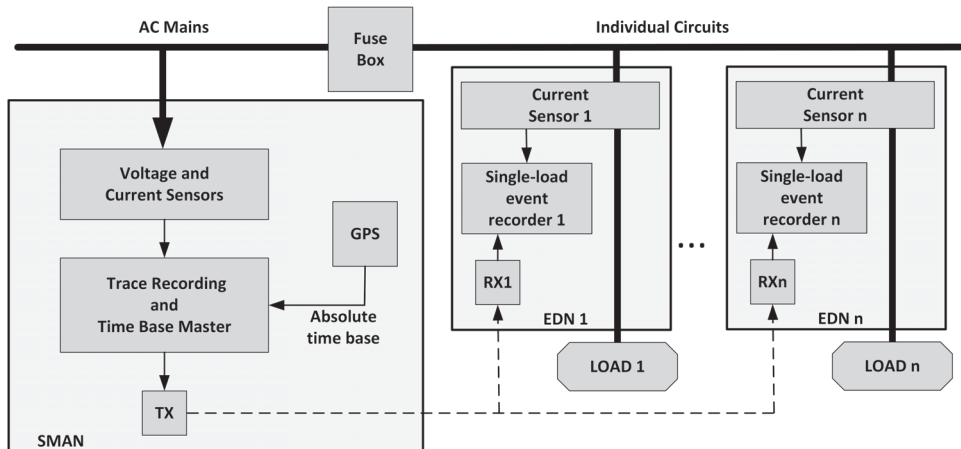 AC Mains
Fuse
Box
Individual Circuits
Voltage and
Current Sensors
GPS
Trace Recording
and
Time Base Master
Absolute
time base
TX
SMAN
Current
Sensor 1
Single-load
event
recorder 1
RX1
EDN 1
LOAD 1
...
Current
Sensor n
Single-load
event
recorder n
RXn
EDN n
LOAD n